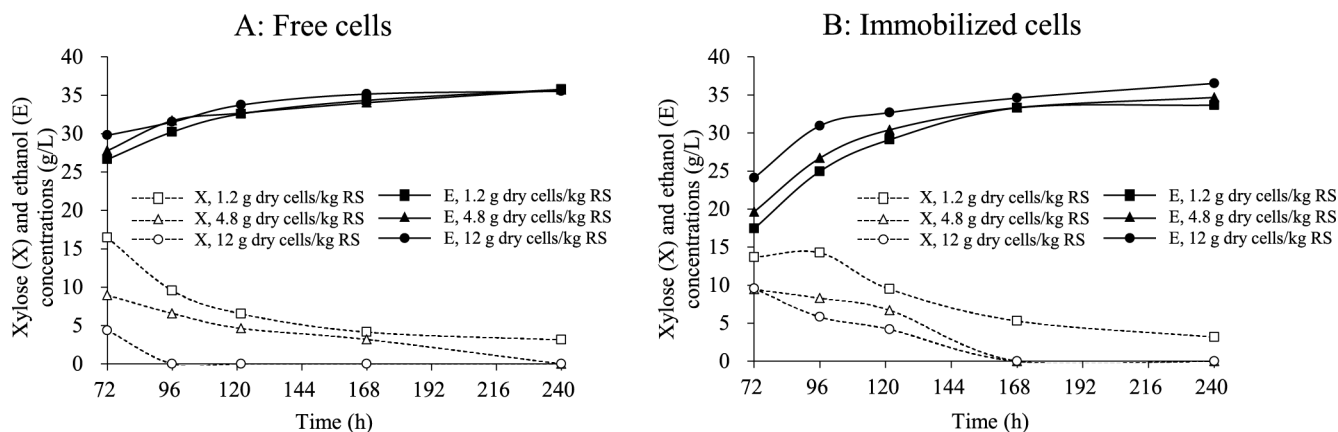 A: Free cells
40
35
30
25
20
15
10
5
0
Xylose (X) and ethanol (E)
concentrations (g/L)
X, 1.2 g dry cells/kg RS
X, 4.8 g dry cells/kg RS
X, 12 g dry cells/kg RS
E, 1.2 g dry cells/kg RS
E, 4.8 g dry cells/kg RS
E, 12 g dry cells/kg RS
72 96 120 144 168 192 216 240
Time (h)
B: Immobilized cells
40
35
30
25
20
15
10
5
0
Xylose (X) and ethanol (E)
concentrations (g/L)
X, 1.2 g dry cells/kg RS
X, 4.8 g dry cells/kg RS
X, 12 g dry cells/kg RS
E, 1.2 g dry cells/kg RS
E, 4.8 g dry cells/kg RS
E, 12 g dry cells/kg RS
72 96 120 144 168 192 216 240
Time (h)